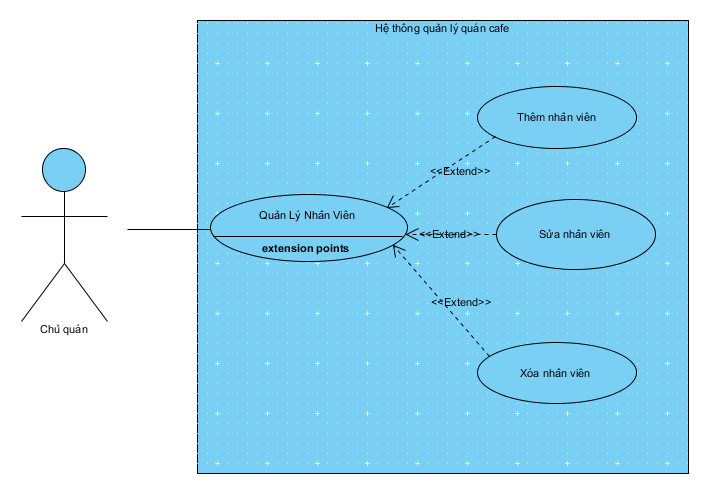 Hệ thông quản lý quán cafe
Thêm nhân viên
<<Extend>>
Quản Lý Nhân Viên
extension points
<<Extend>>
Sửa nhân viên
<<Extend>>
Chủ quán
Xóa nhân viên